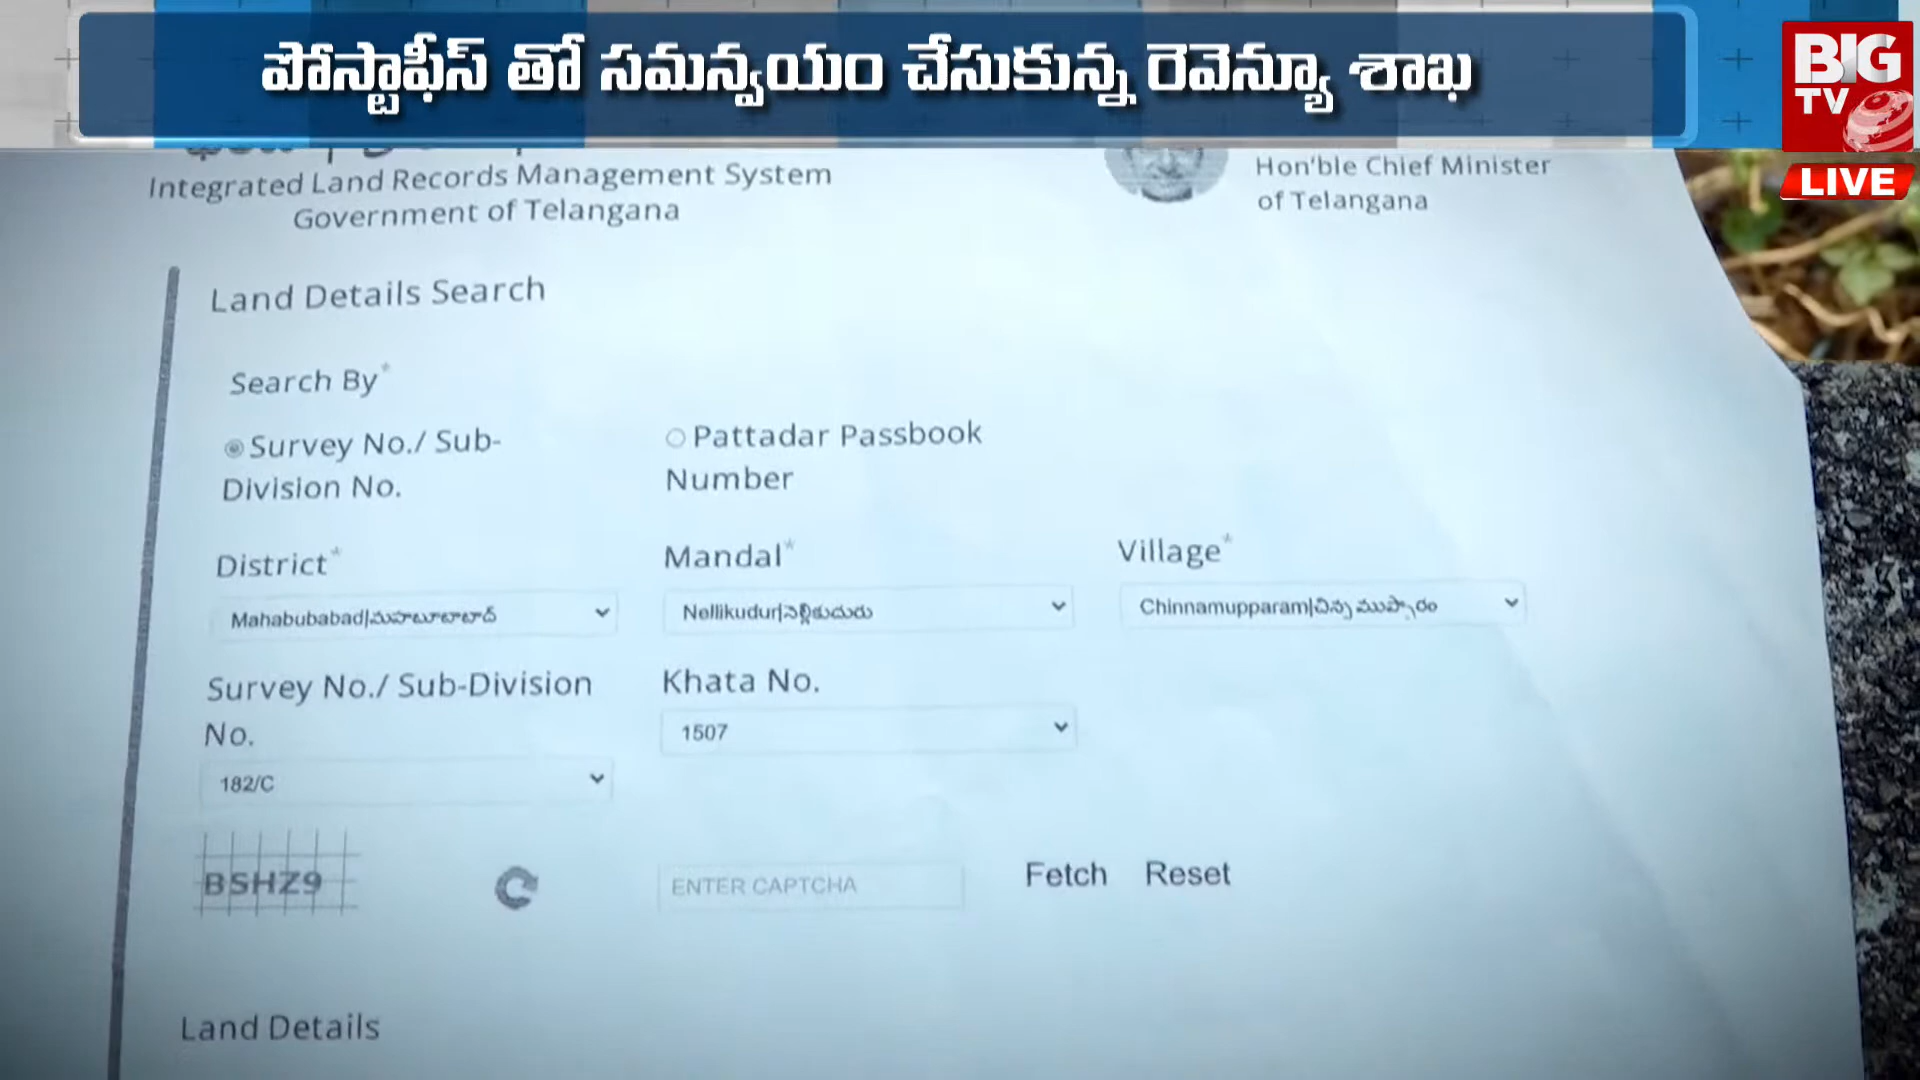 పోస్టాఫీస్ తో సమన్వయం చేసుకున్న రెవెన్యూ శాఖ
BIG
TV
LIVE
Integrated Land Records Management System
Government of Telangana
Hon'ble Chief Minister
of Telangana
Land Details Search
Search By*
Survey No./ Sub-
Division No.
Pattadar Passbook
Number
District*
Mandal*
Village*
Mahabubabad|మహబూబాబాద్
Nellikudur|నెల్లికుదురు
Chinnamupparam|చిన్నముప్పారం
Survey No./ Sub-Division
No.
Khata No.
1507
182/C
BSHZ9
ENTER CAPTCHA
Fetch Reset
Land Details